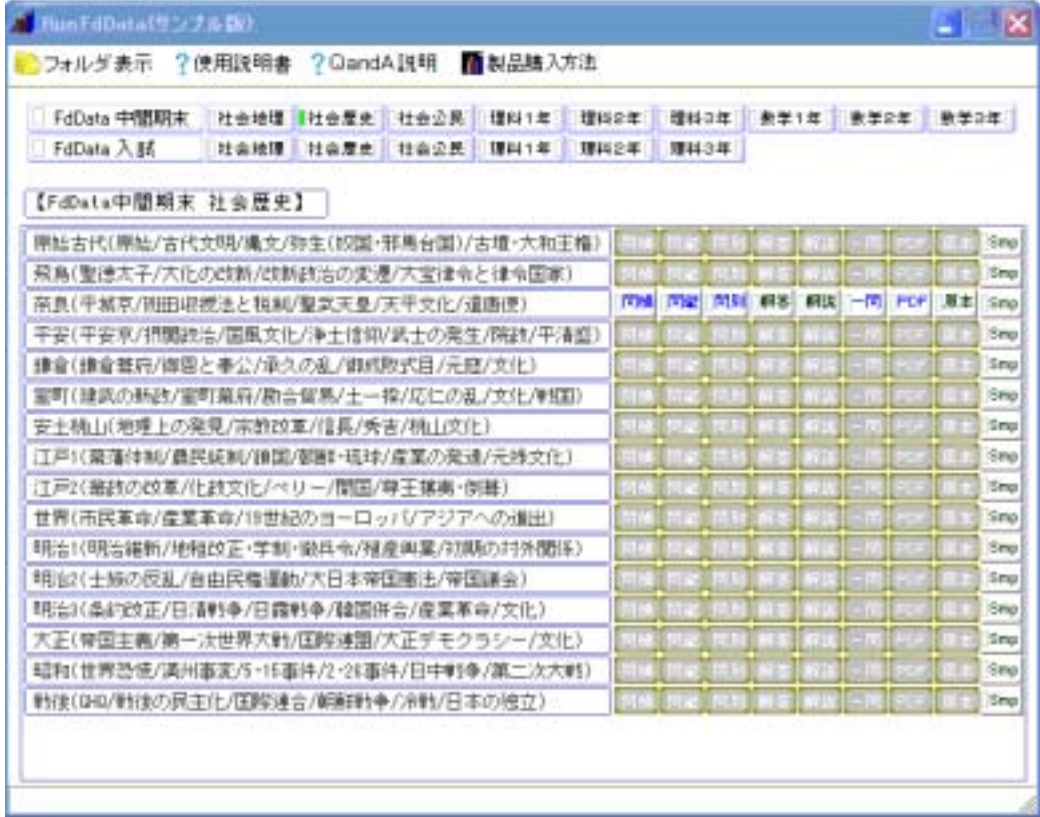 RunFdData(サンプル版)
フォルダ表示 ?使用説明書 ?QandA説明 製品購入方法
FdData 中間期末 社会地理 社会歴史 社会公民 理科1年 理科2年 理科3年 数学1年 数学2年 数学3年
FdData 入試 社会地理 社会歴史 社会公民 理科1年 理科2年 理科3年
【FdData中間期末 社会歴史】
原始古代(原始/古代文明/縄文/弥生(奴国・邪馬台国)/古墳・大和王権) Smp
飛鳥(聖徳太子/大化の改新/改新政治の変遷/大宝律令と律令国家) Smp
奈良(平城京/班田収授法と税制/聖武天皇/天平文化/遣唐使) 解答 解説 一問 PDF 原本 Smp
平安(平安京/摂関政治/国風文化/浄土信仰/武士の発生/院政/平清盛) Smp
鎌倉(鎌倉幕府/御恩と奉公/承久の乱/御成敗式目/元寇/文化) Smp
室町(建武の新政/室町幕府/勘合貿易/土一揆/応仁の乱/文化/戦国) Smp
安土桃山(地理上の発見/宗教改革/信長/秀吉/桃山文化) Smp
江戸1(幕藩体制/農民統制/鎖国/朝鮮・琉球/産業の発達/元禄文化) Smp
江戸2(幕政の改革/化政文化/ペリー/開国/尊王攘夷・倒幕) Smp
世界(市民革命/産業革命/19世紀のヨーロッパ/アジアへの進出) Smp
明治1(明治維新/地租改正・学制・徴兵令/殖産興業/初期の対外関係) Smp
明治2(士族の反乱/自由民権運動/大日本帝国憲法/帝国議会) Smp
明治3(条約改正/日清戦争/日露戦争/韓国併合/産業革命/文化) Smp
大正(帝国主義/第一次世界大戦/国際連盟/大正デモクラシー/文化) Smp
昭和(世界恐慌/満州事変/5・15事件/2・26事件/日中戦争/第二次大戦) Smp
戦後(GHQ/戦後の民主化/国際連合/朝鮮戦争/冷戦/日本の独立) Smp